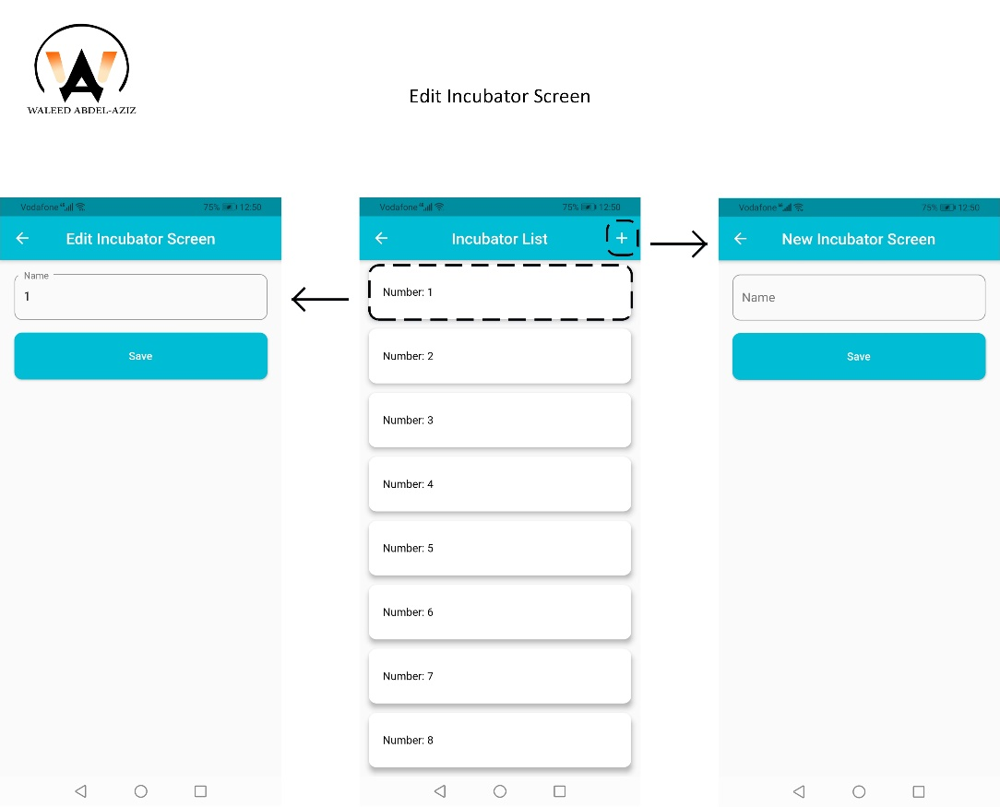 WALEED ABDEL-AZIZ
Edit Incubator Screen
Vodafone 75% 12:50
Edit Incubator Screen
Name
1
Save
Vodafone 75% 12:50
Incubator List
Number: 1
Number: 2
Number: 3
Number: 4
Number: 5
Number: 6
Number: 7
Number: 8
Vodafone 75% 12:50
New Incubator Screen
Name
Save